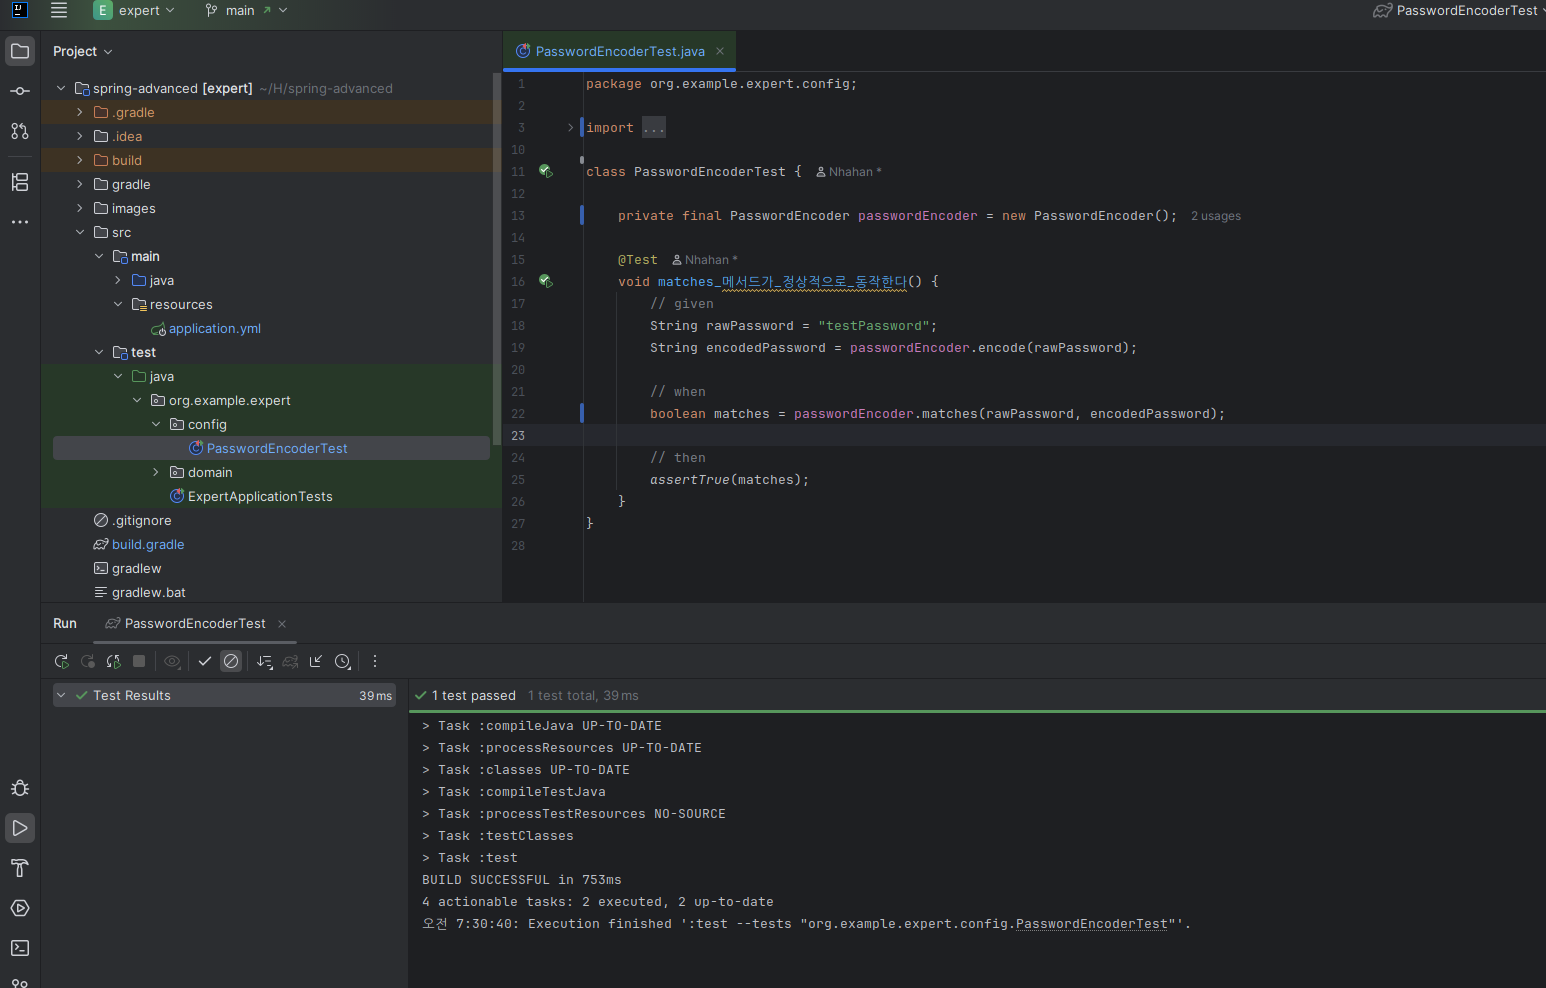 E expert main PasswordEncoderTest
Project
PasswordEncoderTest.java
spring-advanced [expert] ~/H/spring-advanced
.gradle
.idea
build
gradle
images
src
main
java
resources
application.yml
test
java
org.example.expert
config
PasswordEncoderTest
domain
ExpertApplicationTests
.gitignore
build.gradle
gradlew
gradlew.bat
1 package org.example.expert.config;
2
3 import ...
10
11 class PasswordEncoderTest { Nhahan *
12
13 private final PasswordEncoder passwordEncoder = new PasswordEncoder(); 2 usages
14
15 @Test Nhahan *
16 void matches_메서드가_정상적으로_동작한다() {
17 // given
18 String rawPassword = "testPassword";
19 String encodedPassword = passwordEncoder.encode(rawPassword);
20
21 // when
22 boolean matches = passwordEncoder.matches(rawPassword, encodedPassword);
23
24 // then
25 assertTrue(matches);
26 }
27 }
28
Run PasswordEncoderTest
Test Results 39 ms
1 test passed 1 test total, 39 ms
> Task :compileJava UP-TO-DATE
> Task :processResources UP-TO-DATE
> Task :classes UP-TO-DATE
> Task :compileTestJava
> Task :processTestResources NO-SOURCE
> Task :testClasses
> Task :test
BUILD SUCCESSFUL in 753ms
4 actionable tasks: 2 executed, 2 up-to-date
오전 7:30:40: Execution finished ':test --tests "org.example.expert.config.PasswordEncoderTest"'.